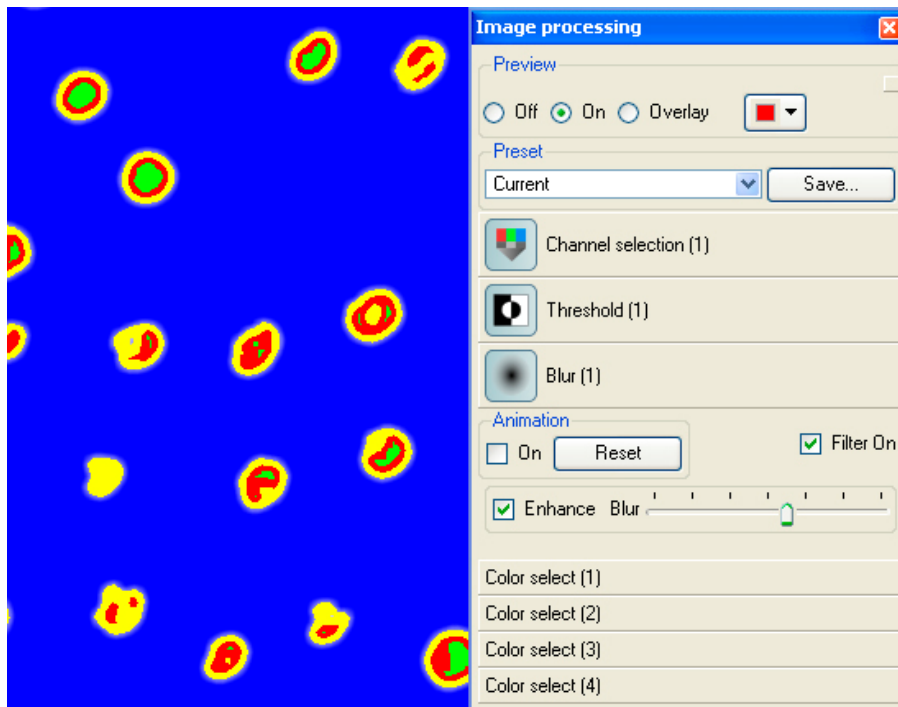 Image processing
Preview
Off On Overlay
Preset
Current Save...
Channel selection (1)
Threshold (1)
Blur (1)
Animation
On Reset Filter On
Enhance Blur
Color select (1)
Color select (2)
Color select (3)
Color select (4)